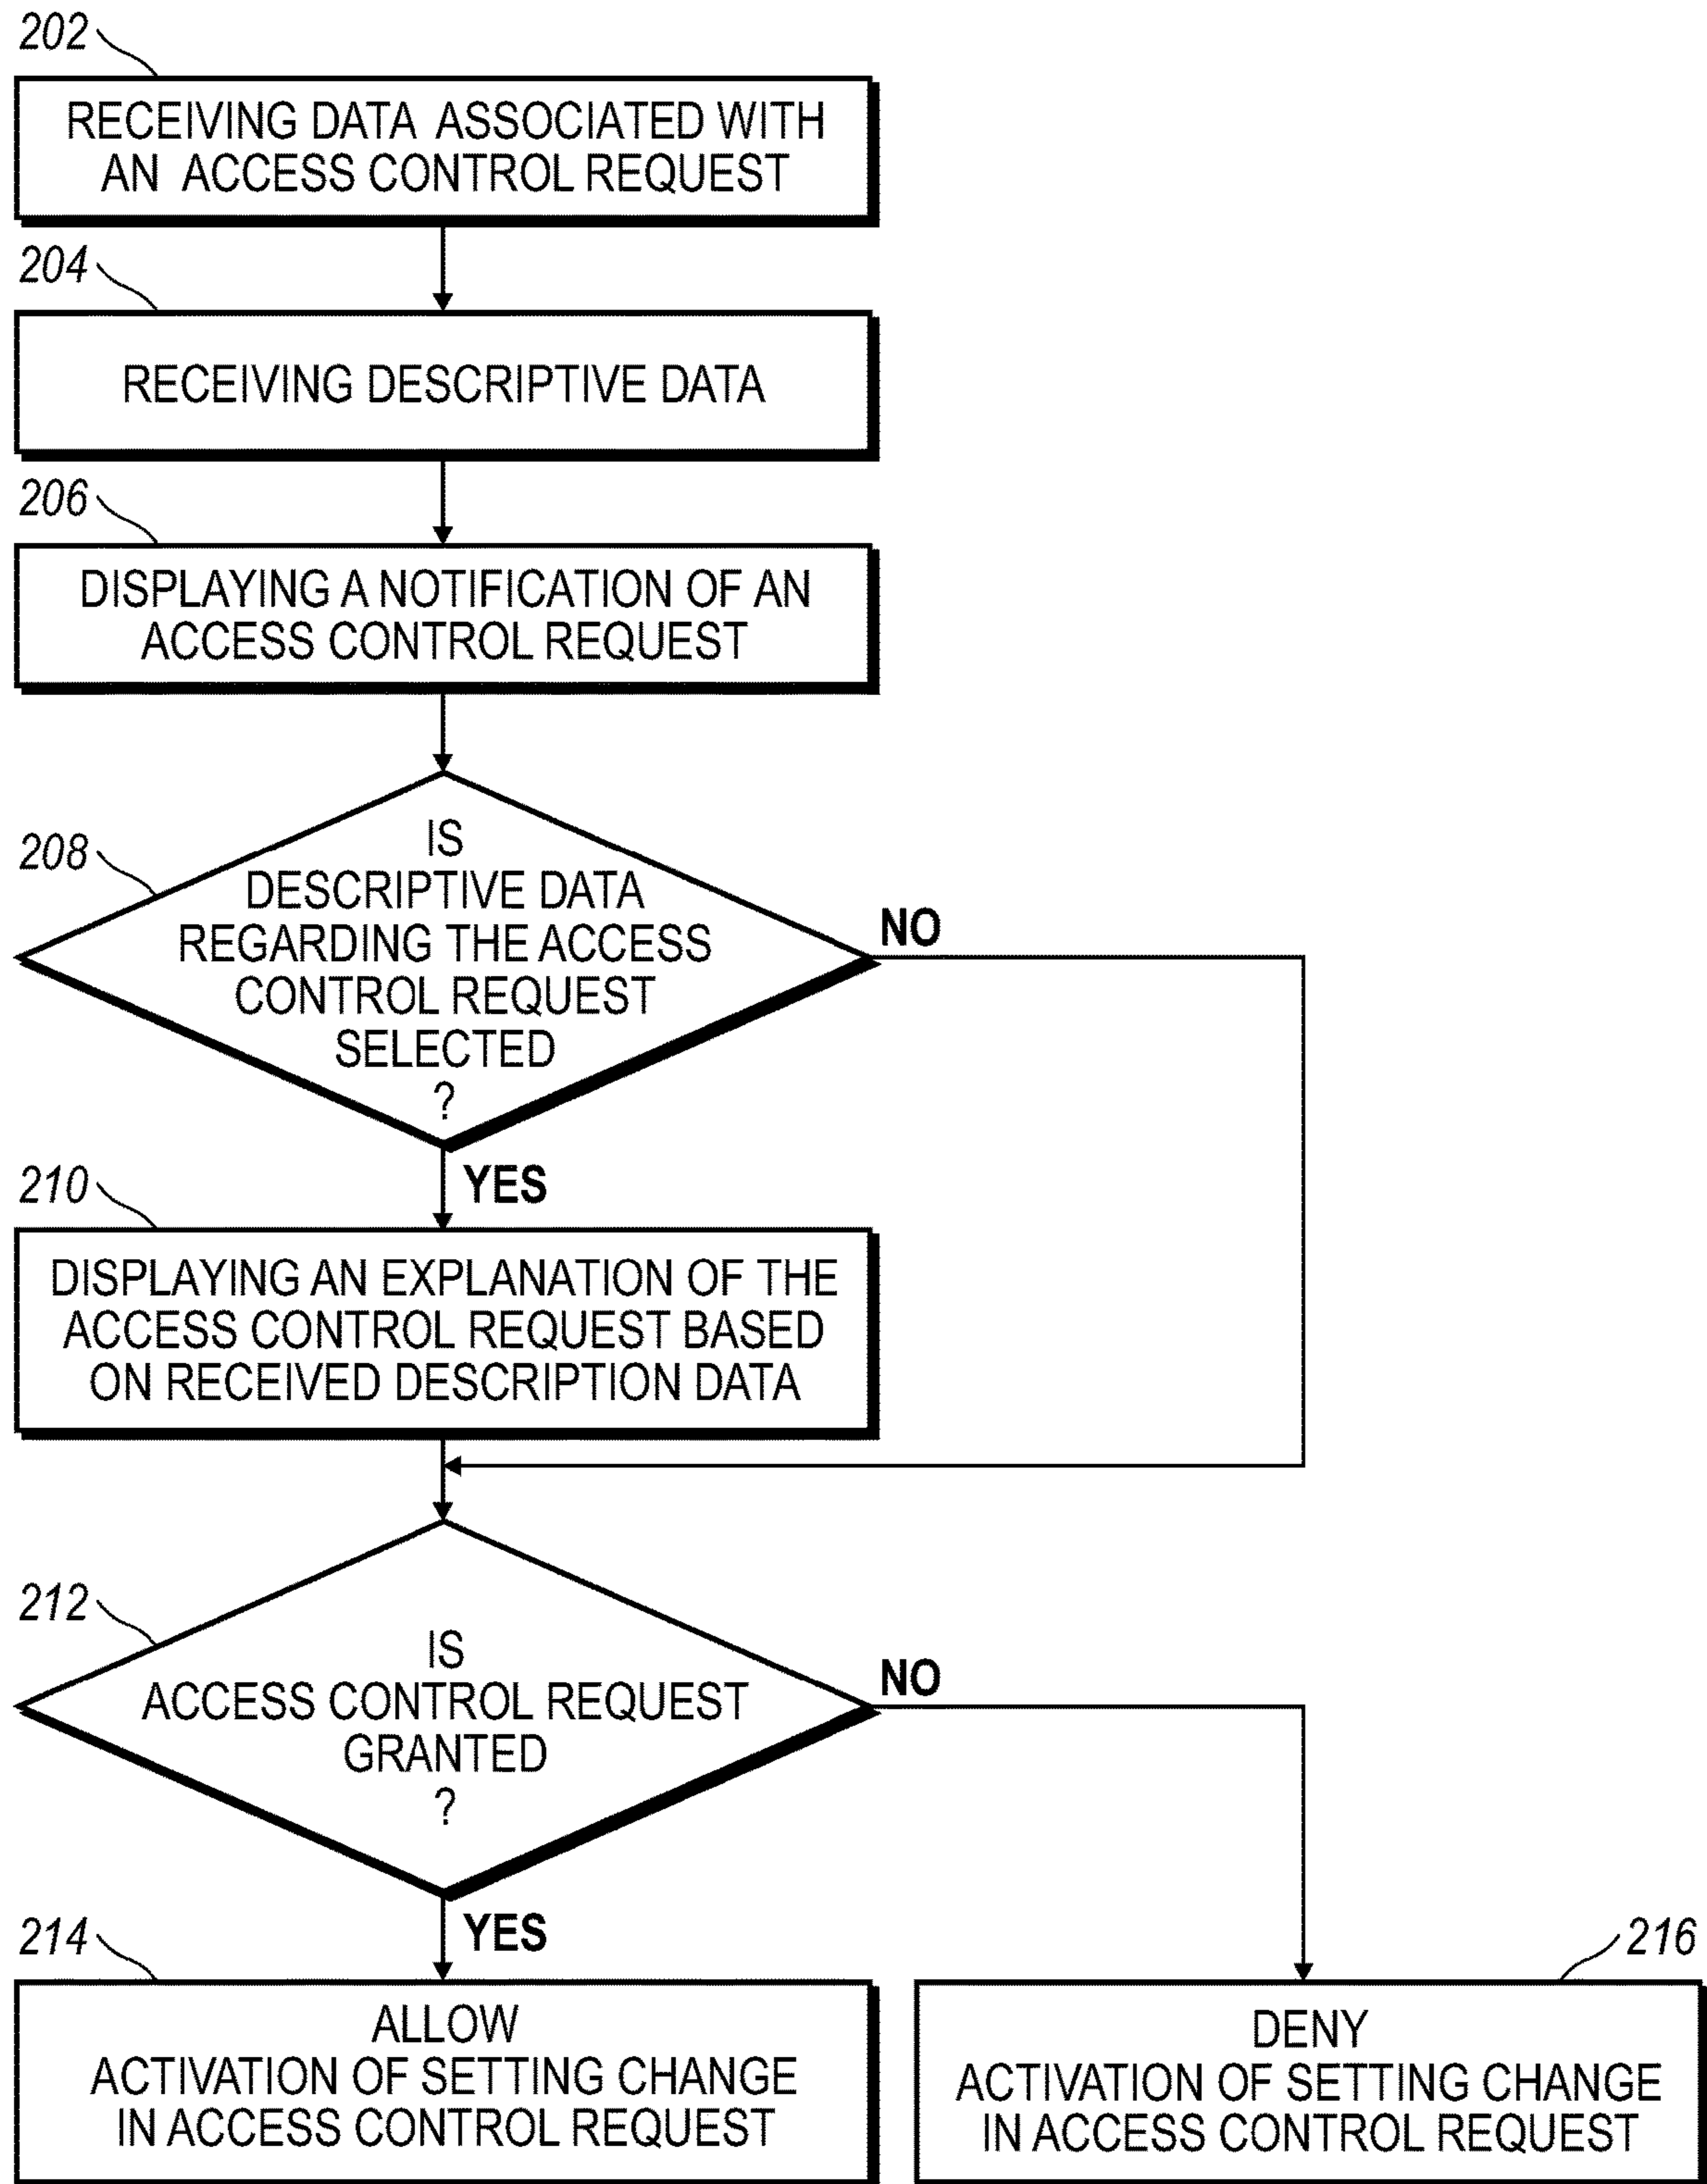 202
RECEIVING DATA ASSOCIATED WITH
AN ACCESS CONTROL REQUEST
204
RECEIVING DESCRIPTIVE DATA
206
DISPLAYING A NOTIFICATION OF AN
ACCESS CONTROL REQUEST
208
IS
DESCRIPTIVE DATA
REGARDING THE ACCESS
CONTROL REQUEST
SELECTED
?
NO
YES
210
DISPLAYING AN EXPLANATION OF THE
ACCESS CONTROL REQUEST BASED
ON RECEIVED DESCRIPTION DATA
212
IS
ACCESS CONTROL REQUEST
GRANTED
?
NO
YES
214
ALLOW
ACTIVATION OF SETTING CHANGE
IN ACCESS CONTROL REQUEST
216
DENY
ACTIVATION OF SETTING CHANGE
IN ACCESS CONTROL REQUEST